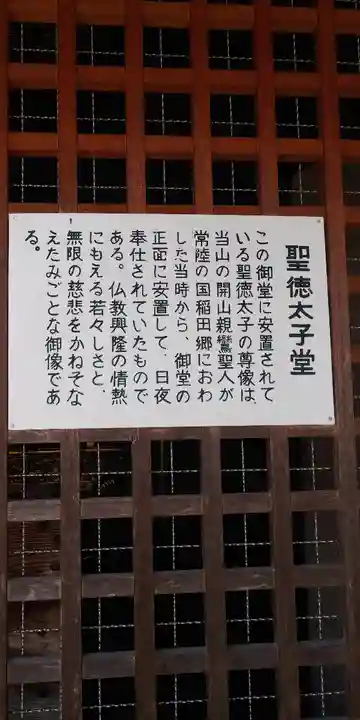 聖徳太子堂
この御堂に安置されて
いる聖徳太子の尊像は、
当山の開山親鸞聖人が
常陸の国稲田郷におわ
した当時から、御堂の
正面に安置して、日夜
奉仕されていたもので
ある。仏教興隆の情熱
にもえる若々しさと、
無限の慈悲をかねそな
えたみごとな御像であ
る。